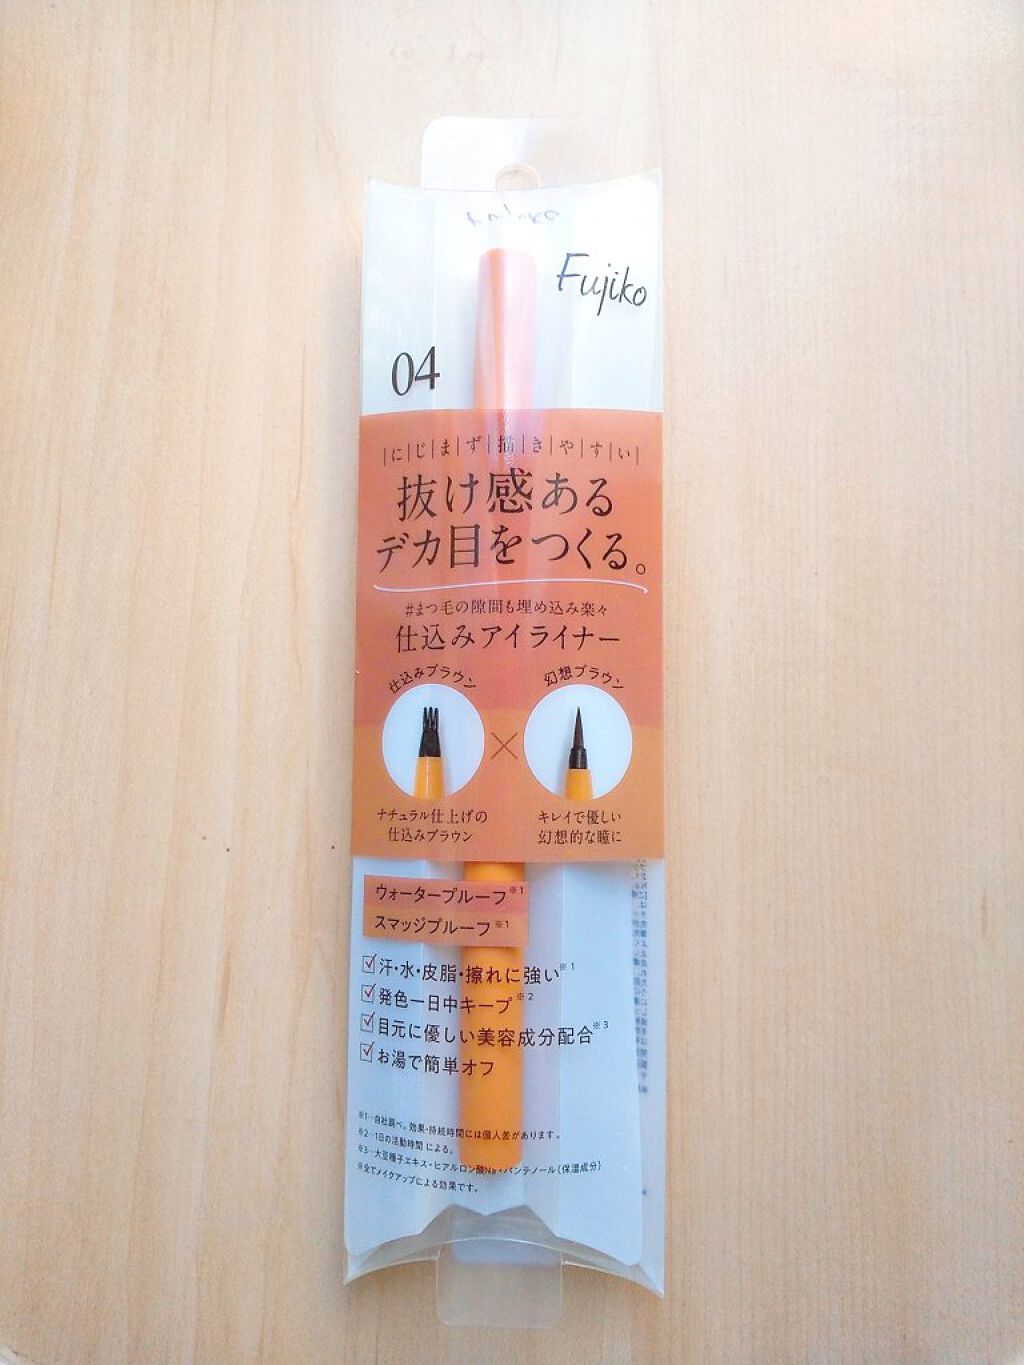 Fujiko
04
にじまず描きやすい
抜け感ある
デカ目をつくる。
#まつ毛の隙間も埋め込み楽々
仕込みアイライナー
仕込みブラウン
幻想ブラウン
×
ナチュラル仕上げの
仕込みブラウン
キレイで優しい
幻想的な瞳に
ウォータープルーフ※1
スマッジプルーフ※1
汗・水・皮脂・擦れに強い※1
発色一日中キープ※2
目元に優しい美容成分配合※3
お湯で簡単オフ
※1…自社調べ。効果・持続時間には個人差があります。
※2…1日の活動時間による。
※3…大豆種子エキス・ヒアルロン酸Na・パンテノール(保湿成分)
※全てメイクアップによる効果です。